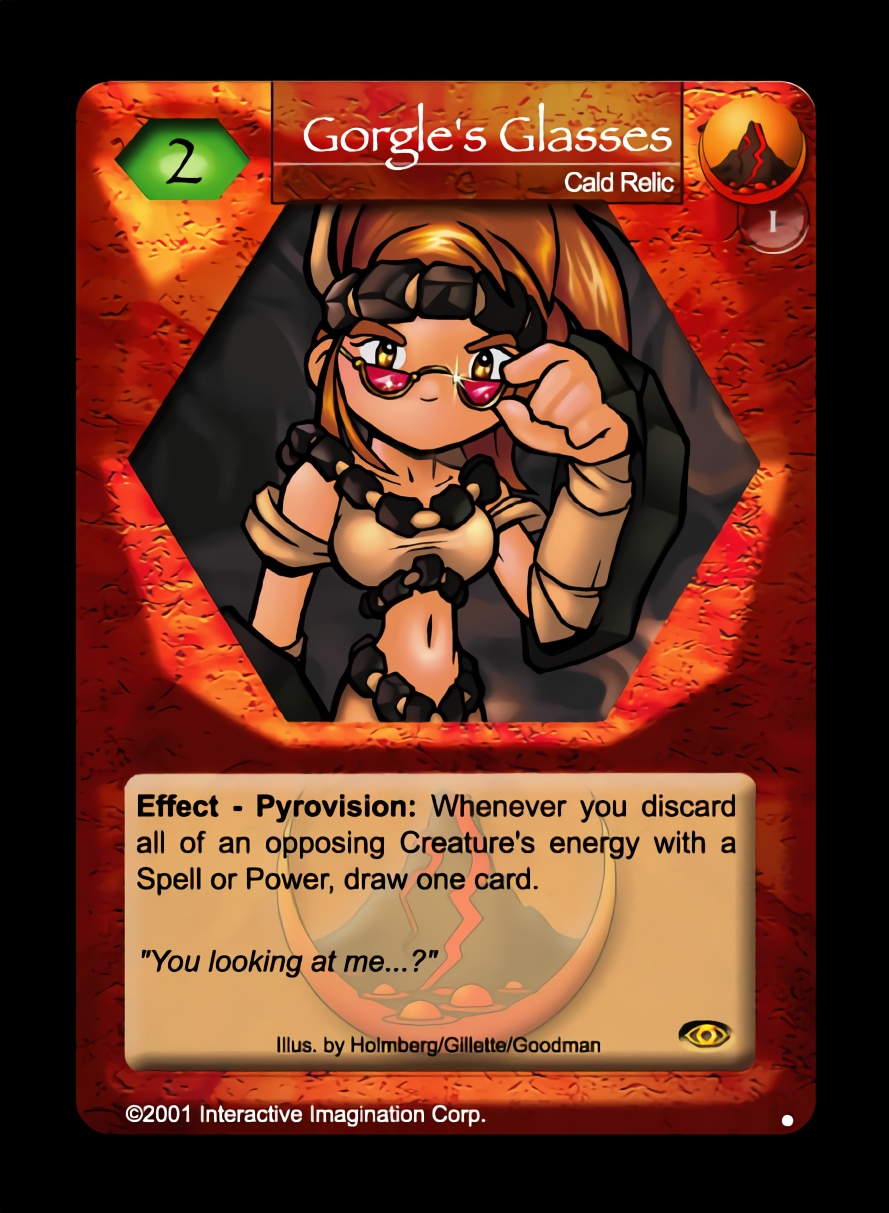 2
Gorgle's Glasses
Cald Relic
I
Effect - Pyrovision: Whenever you discard
all of an opposing Creature's energy with a
Spell or Power, draw one card.
"You looking at me...?"
Illus. by Holmberg/Gillette/Goodman
©2001 Interactive Imagination Corp.